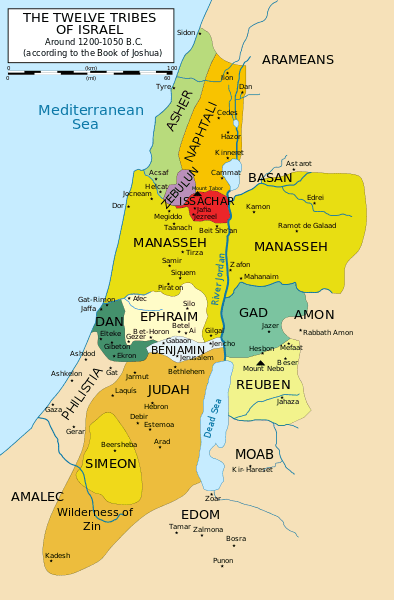 THE TWELVE TRIBES
OF ISRAEL
Around 1200-1050 B.C.
(according to the Book of Joshua)
0 (km) 100
0 (mi) 60
Sidon
ARAMEANS
Mediterranean
Sea
Tyre
Ijon
Dan
ASHER
NAPHTALI
Cedes
Hazor
Kinneret
Astarot
Acsaf
Cammat
BASAN
Helcat
ZEBULUN
Mount Tabor
Jocneam
ISSACHAR
Edrei
Dor
Jafia
Kamon
Megiddo
Jezreel
Taanach
Beit She'an
Ramot de Galaad
MANASSEH
MANASSEH
Tirza
Samir
Zafon
Siquem
Mahanaim
River Jordan
Piraton
Gat-Rimon
Afec
Jaffa
Silo
GAD
AMON
DAN
EPHRAIM
Elteke
Bet-Horon
Betel
Ai
Gilgal
Jazer
Rabbath Amon
Gezer
Gabaon
Gibeton
BENJAMIN
Jericho
Hesbon
Mefaat
Ashdod
Ekron
Jerusalem
Beser
Gat
Bethlehem
Mount Nebo
Ashkelon
Jarmut
REUBEN
PHILISTIA
JUDAH
Laquis
Jahaza
Gaza
Hebron
Dead Sea
Debir
Estemoa
Gerar
Beersheba
Arad
MOAB
SIMEON
Kir-Hareset
AMALEC
Zoar
Wilderness of
Zin
EDOM
Tamar
Zalmona
Bosra
Kadesh
Punon